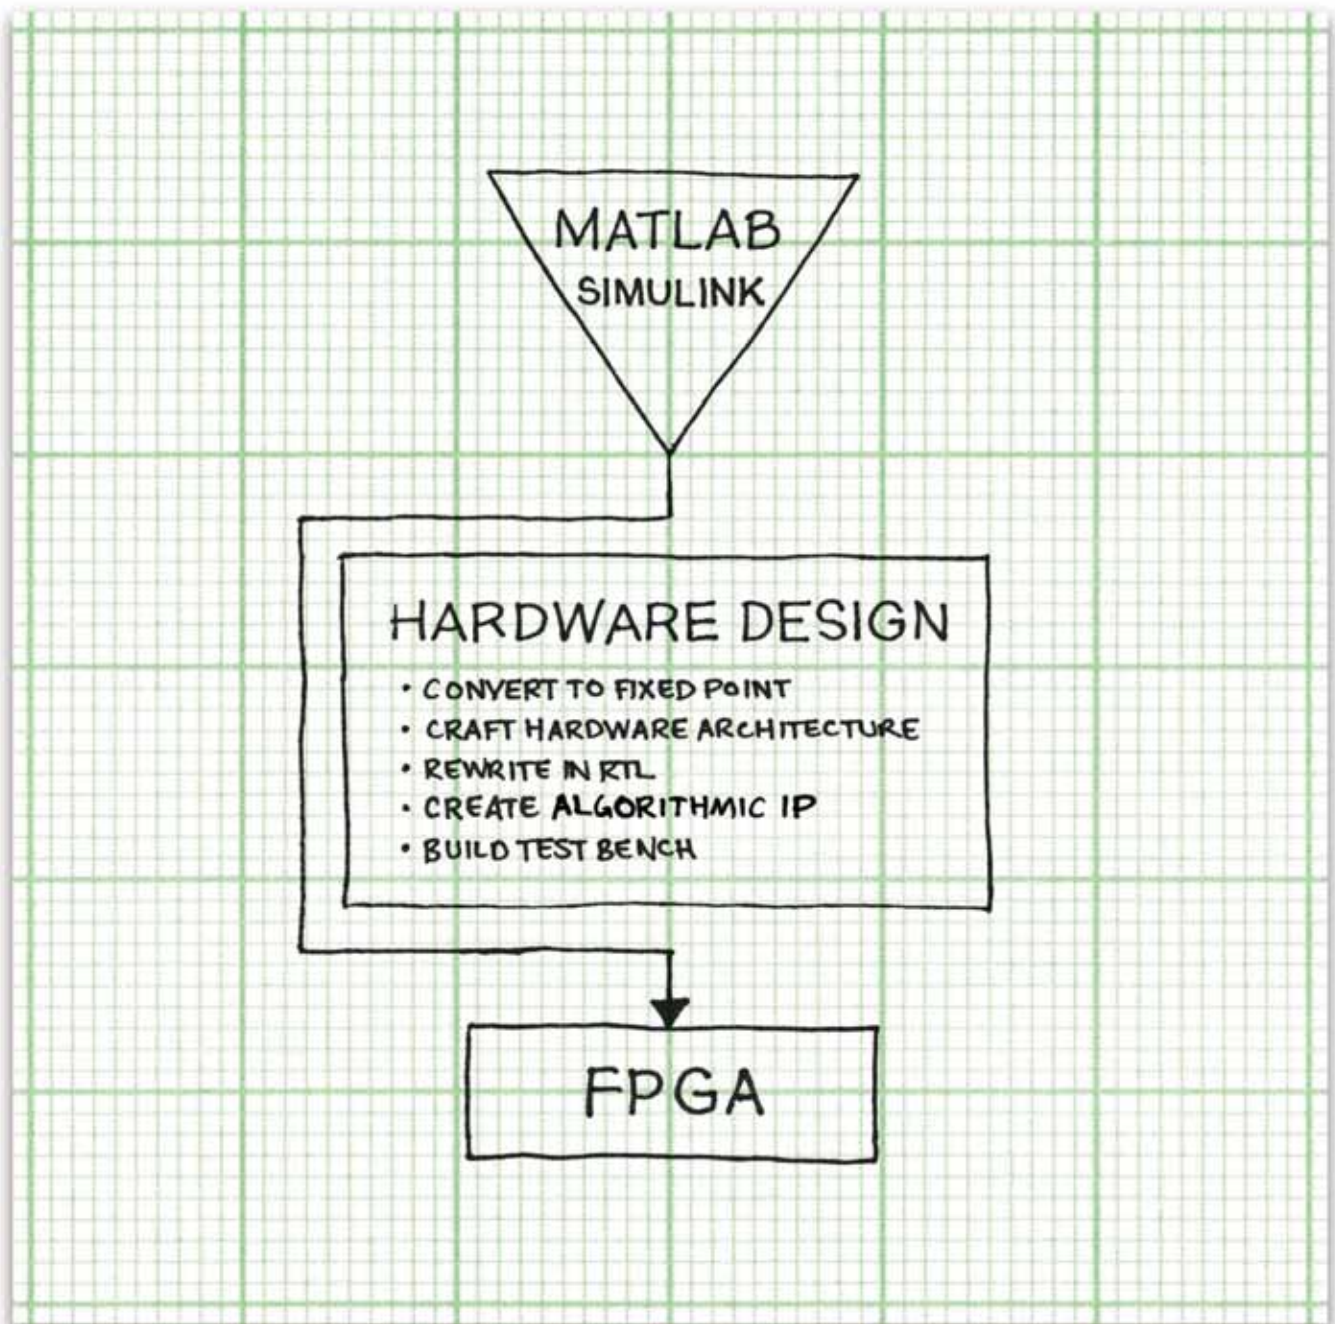 MATLAB
SIMULINK
HARDWARE DESIGN
• CONVERT TO FIXED POINT
• CRAFT HARDWARE ARCHITECTURE
• REWRITE IN RTL
• CREATE ALGORITHMIC IP
• BUILD TEST BENCH
FPGA